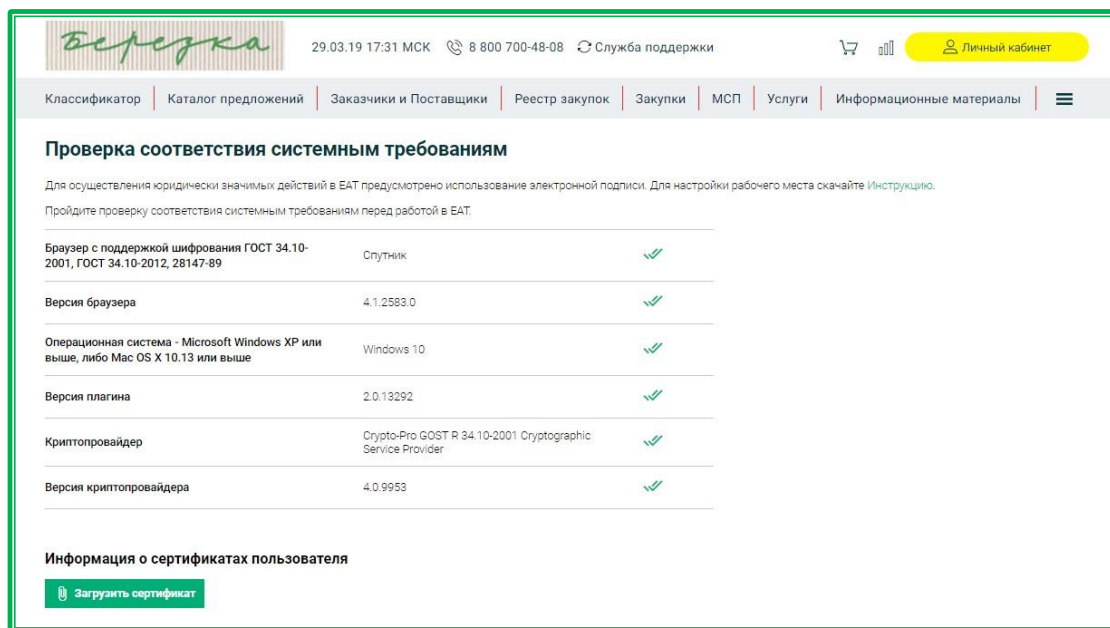 Березка
29.03.19 17:31 МСК 8 800 700-48-08 Служба поддержки Личный кабинет
Классификатор Каталог предложений Заказчики и Поставщики Реестр закупок Закупки МСП Услуги Информационные материалы
Проверка соответствия системным требованиям
Для осуществления юридически значимых действий в ЕАТ предусмотрено использование электронной подписи. Для настройки рабочего места скачайте Инструкцию.
Пройдите проверку соответствия системным требованиям перед работой в ЕАТ.
Браузер с поддержкой шифрования ГОСТ 34.10-
2001, ГОСТ 34.10-2012, 28147-89
Спутник
Версия браузера 4.1.2583.0
Операционная система - Microsoft Windows XP или
выше, либо Mac OS X 10.13 или выше
Windows 10
Версия плагина 2.0.13292
Криптопровайдер
Crypto-Pro GOST R 34.10-2001 Cryptographic
Service Provider
Версия криптопровайдера 4.0.9953
Информация о сертификатах пользователя
Загрузить сертификат